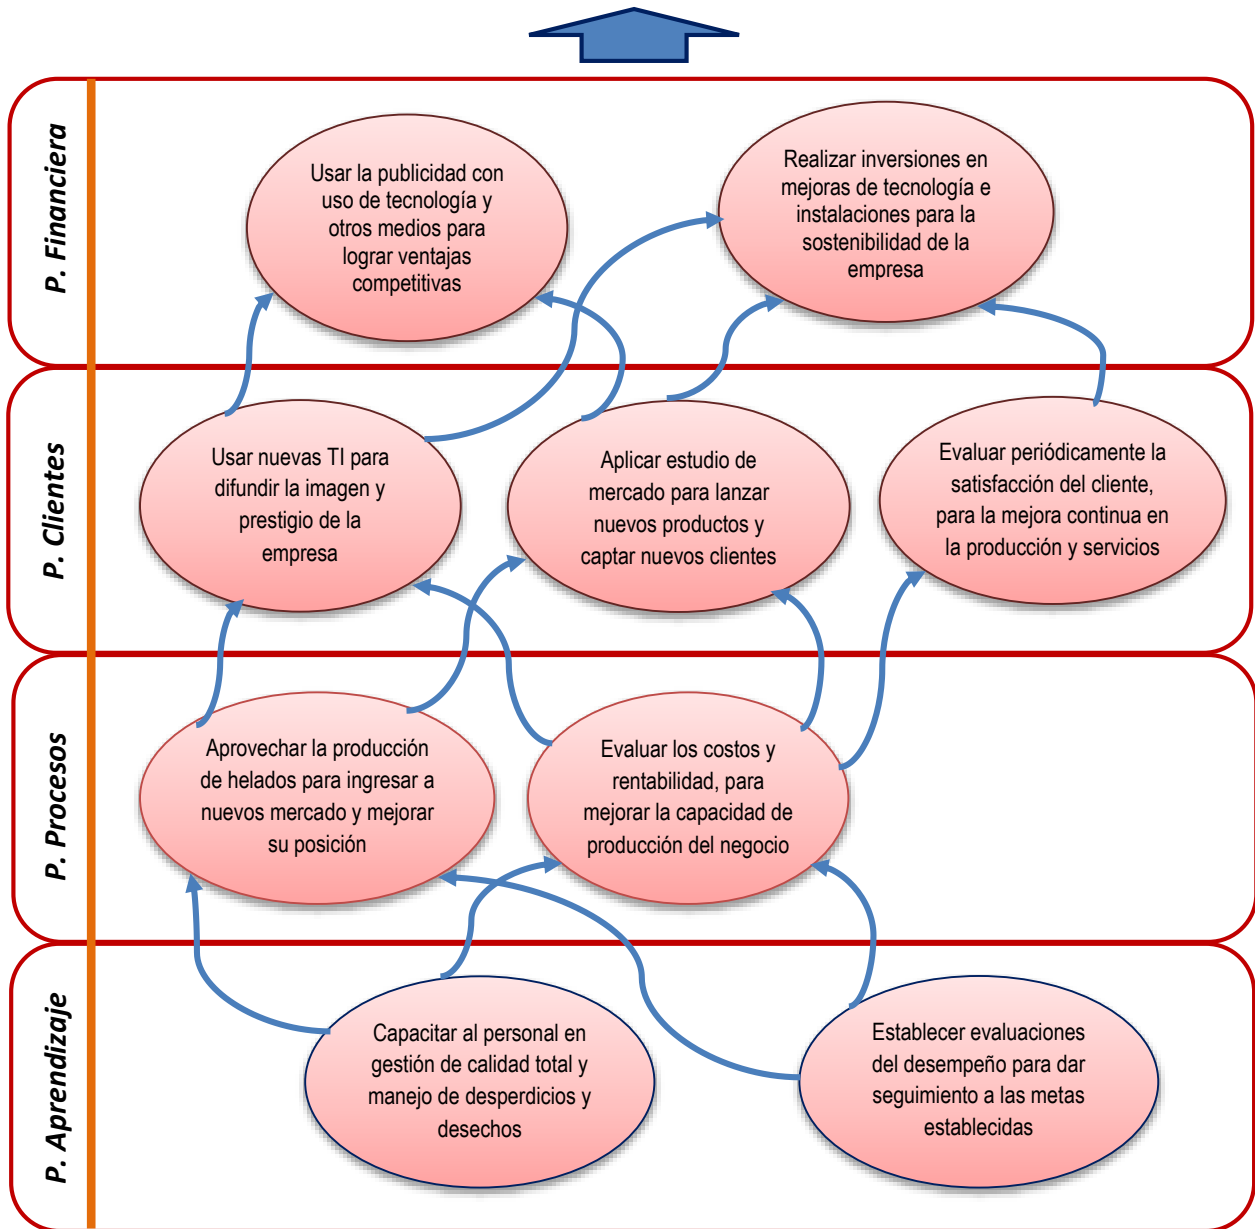 P. Financiera
Usar la publicidad con
uso de tecnología y
otros medios para
lograr ventajas
competitivas
Realizar inversiones en
mejoras de tecnología e
instalaciones para la
sostenibilidad de la
empresa
P. Clientes
Usar nuevas TI para
difundir la imagen y
prestigio de la
empresa
Aplicar estudio de
mercado para lanzar
nuevos productos y
captar nuevos clientes
Evaluar periódicamente la
satisfacción del cliente,
para la mejora continua en
la producción y servicios
P. Procesos
Aprovechar la producción
de helados para ingresar a
nuevos mercado y mejorar
su posición
Evaluar los costos y
rentabilidad, para
mejorar la capacidad de
producción del negocio
P. Aprendizaje
Capacitar al personal en
gestión de calidad total y
manejo de desperdicios y
desechos
Establecer evaluaciones
del desempeño para dar
seguimiento a las metas
establecidas